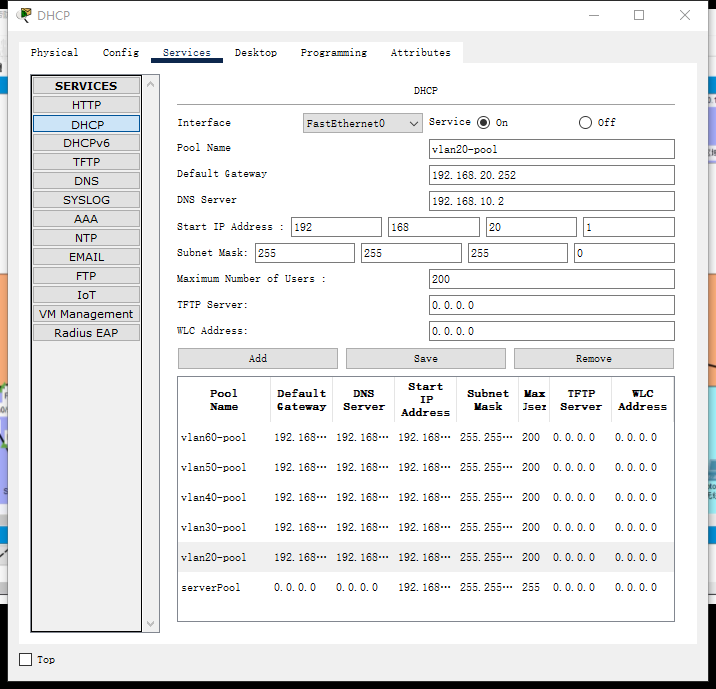 DHCP
Physical Config Services Desktop Programming Attributes
SERVICES
HTTP
DHCP
DHCPv6
TFTP
DNS
SYSLOG
AAA
NTP
EMAIL
FTP
IoT
VM Management
Radius EAP
DHCP
Interface FastEthernet0 Service On Off
Pool Name vlan20-pool
Default Gateway 192.168.20.252
DNS Server 192.168.10.2
Start IP Address : 192 168 20 1
Subnet Mask: 255 255 255 0
Maximum Number of Users : 200
TFTP Server: 0.0.0.0
WLC Address: 0.0.0.0
Add Save Remove
Pool Name Default Gateway DNS Server Start IP Address Subnet Mask Max User TFTP Server WLC Address
vlan60-pool 192.168… 192.168… 192.168… 255.255… 200 0.0.0.0 0.0.0.0
vlan50-pool 192.168… 192.168… 192.168… 255.255… 200 0.0.0.0 0.0.0.0
vlan40-pool 192.168… 192.168… 192.168… 255.255… 200 0.0.0.0 0.0.0.0
vlan30-pool 192.168… 192.168… 192.168… 255.255… 200 0.0.0.0 0.0.0.0
vlan20-pool 192.168… 192.168… 192.168… 255.255… 200 0.0.0.0 0.0.0.0
serverPool 0.0.0.0 0.0.0.0 192.168… 255.255… 255 0.0.0.0 0.0.0.0
Top